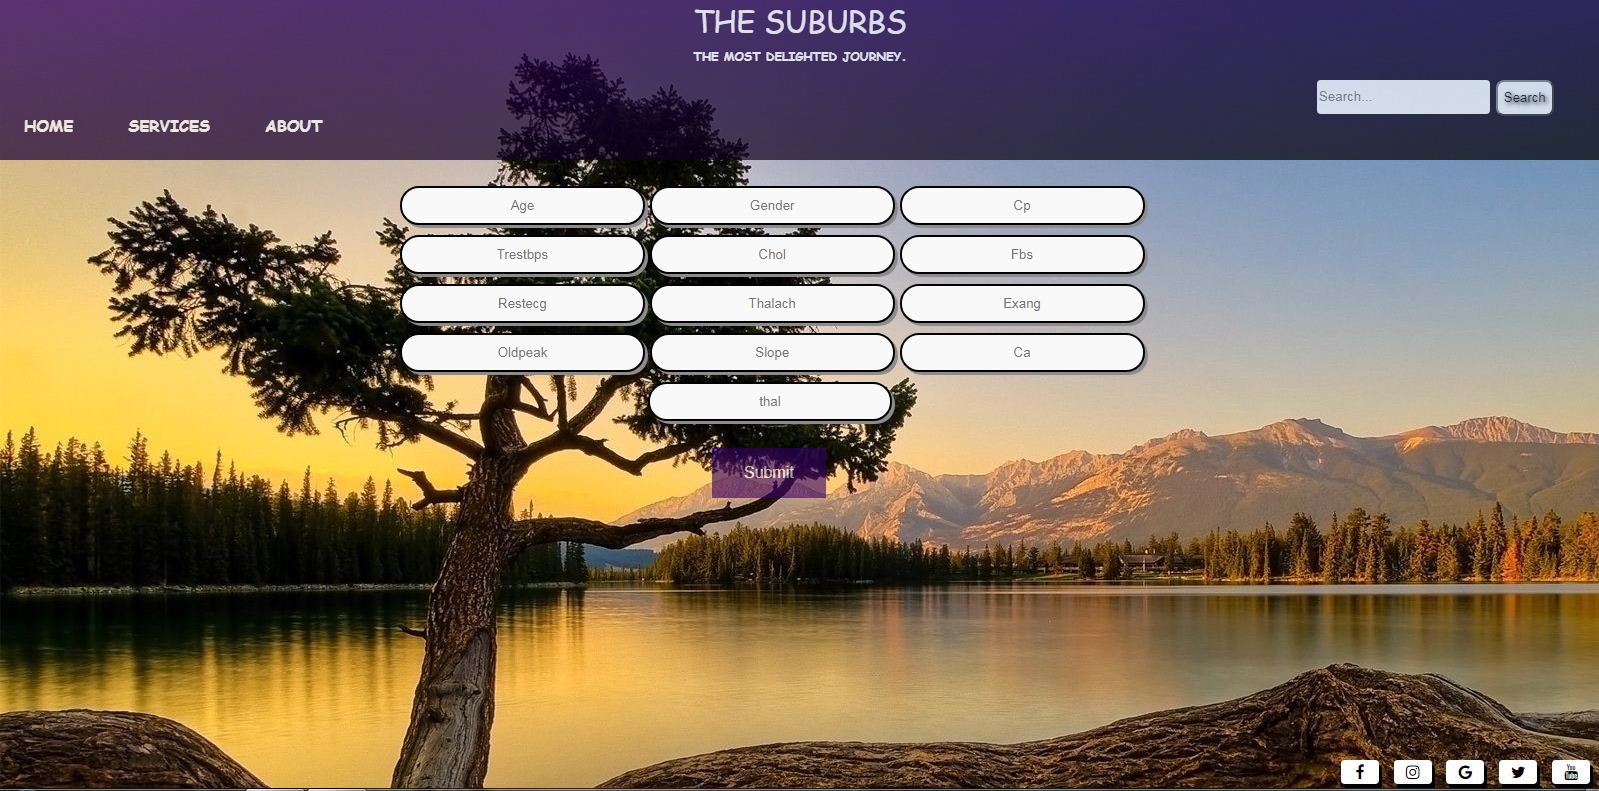 THE SUBURBS
THE MOST DELIGHTED JOURNEY.
Search... Search
HOME SERVICES ABOUT
Age Gender Cp
Trestbps Chol Fbs
Restecg Thalach Exang
Oldpeak Slope Ca
thal
Submit
You
Tube